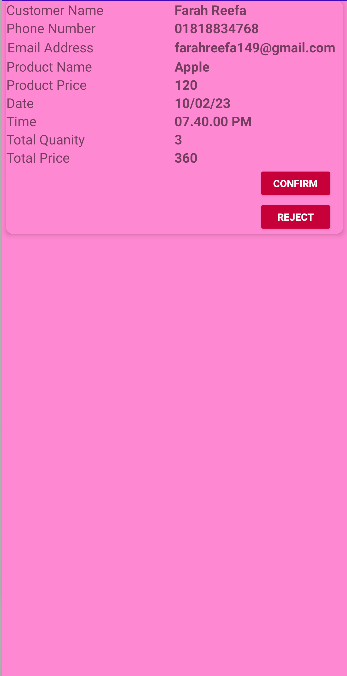 Customer Name Farah Reefa
Phone Number 01818834768
Email Address farahreefa149@gmail.com
Product Name Apple
Product Price 120
Date 10/02/23
Time 07.40.00 PM
Total Quanity 3
Total Price 360
CONFIRM
REJECT